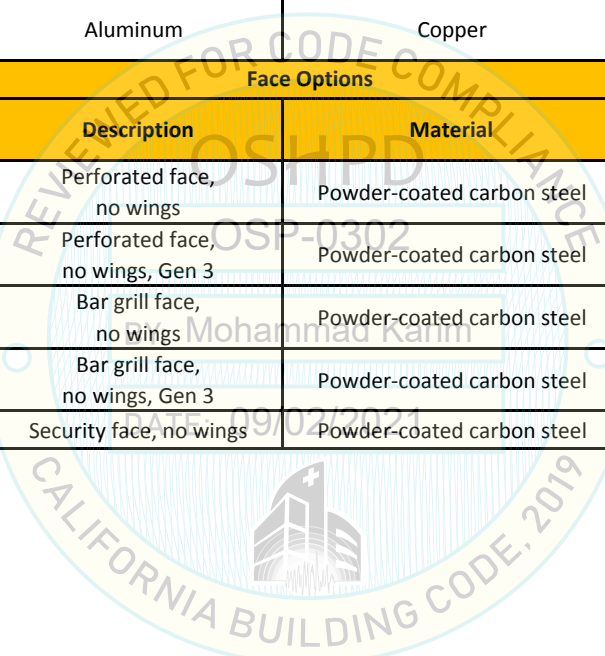 Aluminum Copper
Face Options
Description Material
Perforated face,
no wings Powder-coated carbon steel
Perforated face,
no wings, Gen 3 Powder-coated carbon steel
Bar grill face,
no wings Powder-coated carbon steel
Bar grill face,
no wings, Gen 3 Powder-coated carbon steel
Security face, no wings Powder-coated carbon steel
REVIEWED FOR CODE COMPLIANCE
OSHPD
OSP-0302
BY: Mohammad Karim
DATE: 09/02/2021
CALIFORNIA BUILDING CODE, 2019